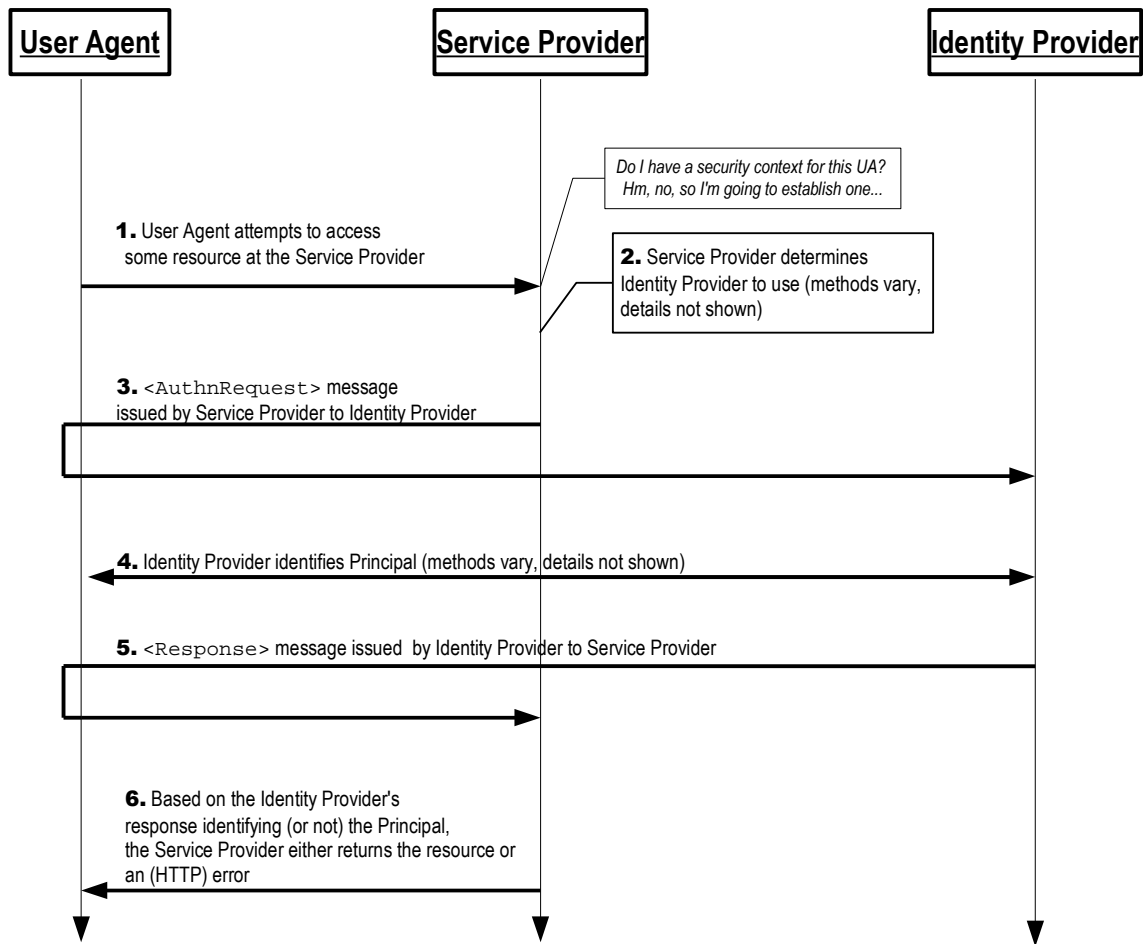 User Agent
Service Provider
Identity Provider
Do I have a security context for this UA?
Hm, no, so I'm going to establish one...
1. User Agent attempts to access
some resource at the Service Provider
2. Service Provider determines
Identity Provider to use (methods vary,
details not shown)
3. <AuthnRequest> message
issued by Service Provider to Identity Provider
4. Identity Provider identifies Principal (methods vary, details not shown)
5. <Response> message issued by Identity Provider to Service Provider
6. Based on the Identity Provider's
response identifying (or not) the Principal,
the Service Provider either returns the resource or
an (HTTP) error